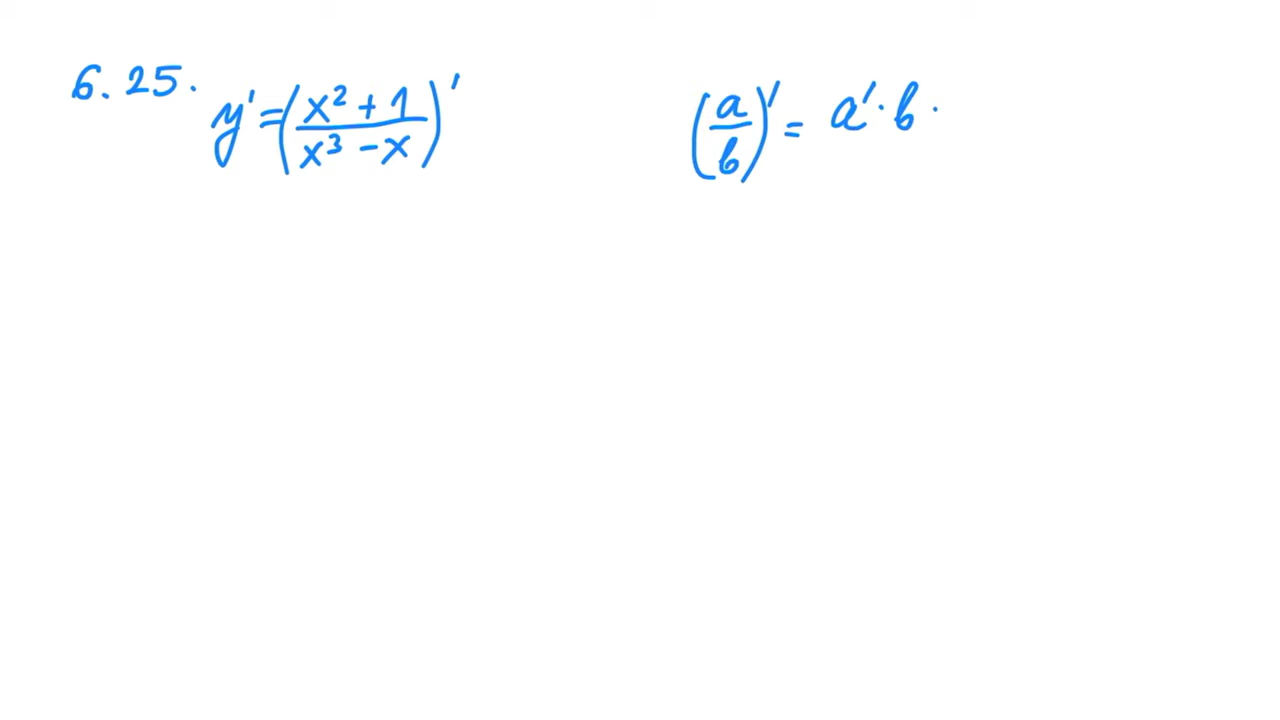 6.25. y' = ((x² + 1)/(x³ - x))' (a/b)' = a' · b ·